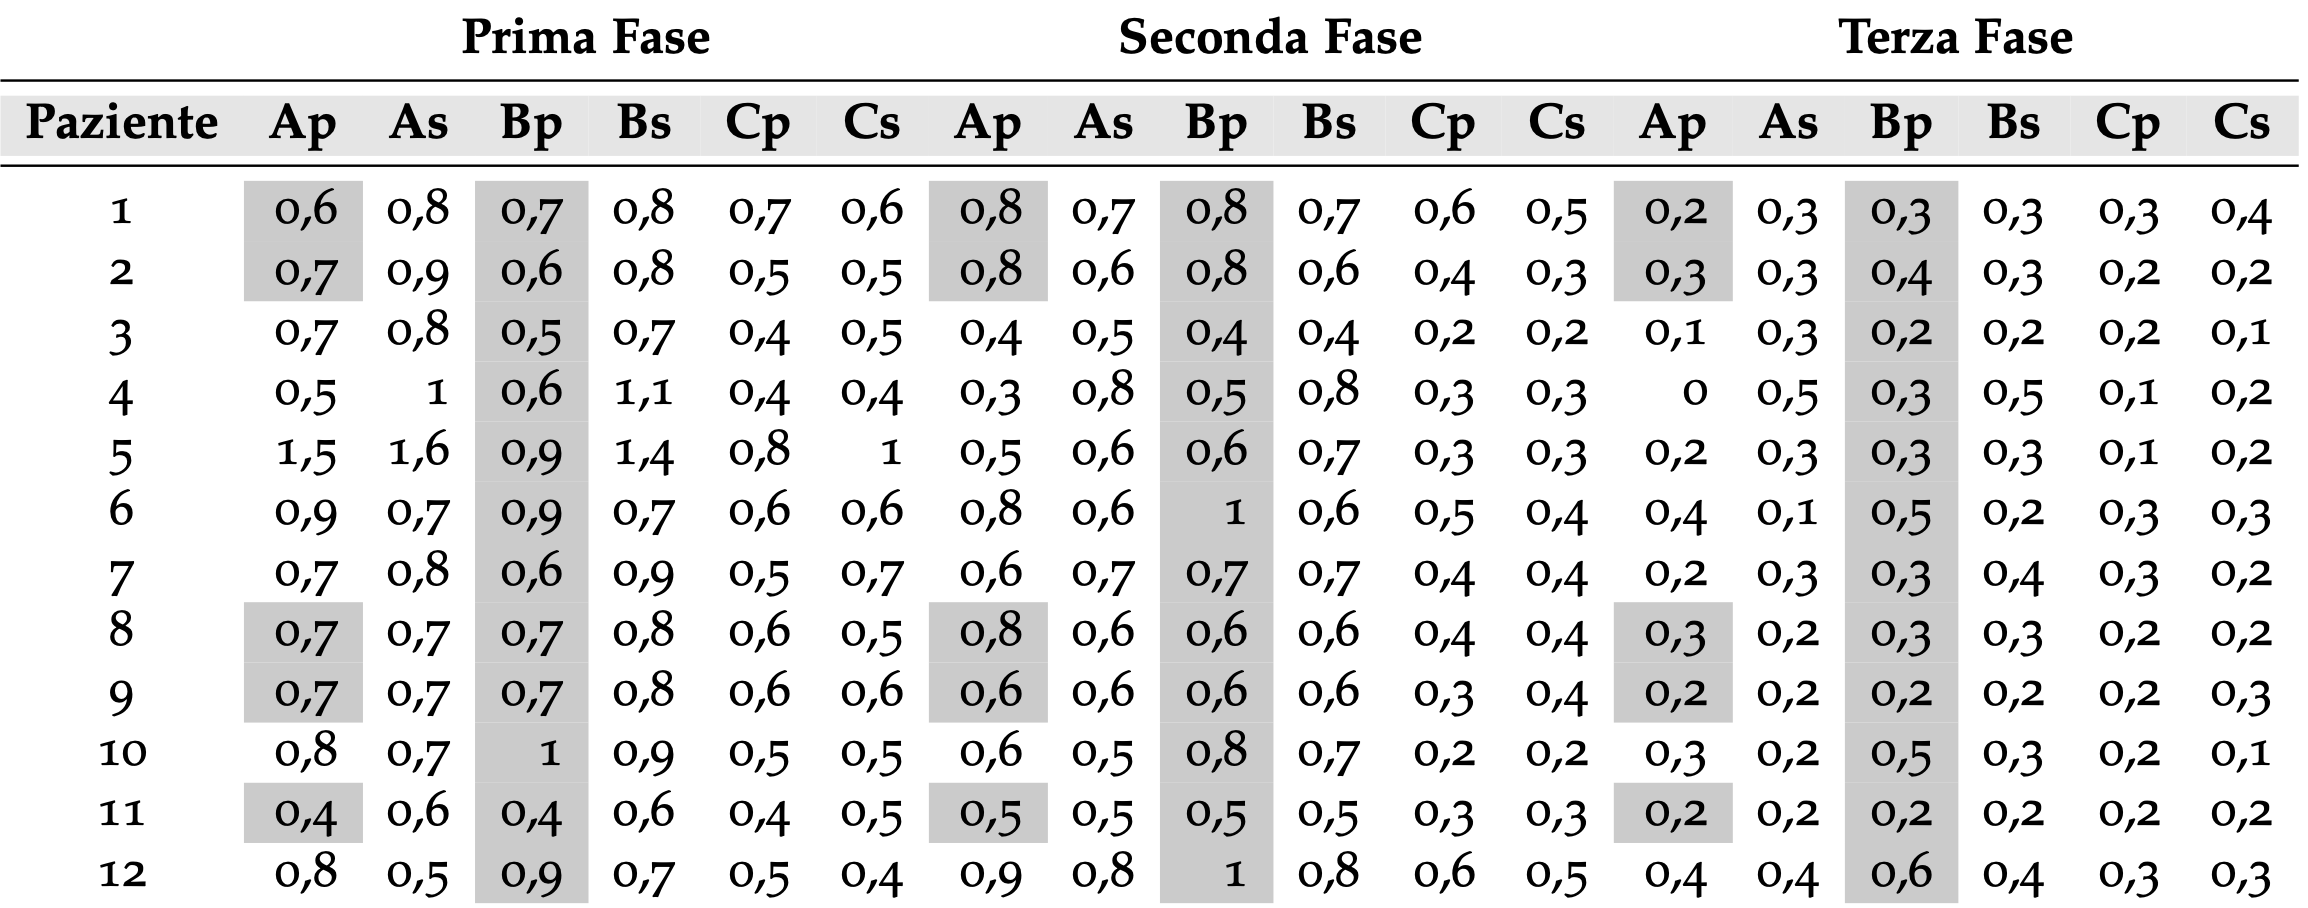 Prima Fase Seconda Fase Terza Fase
Paziente Ap As Bp Bs Cp Cs Ap As Bp Bs Cp Cs Ap As Bp Bs Cp Cs
1 0,6 0,8 0,7 0,8 0,7 0,6 0,8 0,7 0,8 0,7 0,6 0,5 0,2 0,3 0,3 0,3 0,3 0,4
2 0,7 0,9 0,6 0,8 0,5 0,5 0,8 0,6 0,8 0,6 0,4 0,3 0,3 0,3 0,4 0,3 0,2 0,2
3 0,7 0,8 0,5 0,7 0,4 0,5 0,4 0,5 0,4 0,4 0,2 0,2 0,1 0,3 0,2 0,2 0,2 0,1
4 0,5 1 0,6 1,1 0,4 0,4 0,3 0,8 0,5 0,8 0,3 0,3 0 0,5 0,3 0,5 0,1 0,2
5 1,5 1,6 0,9 1,4 0,8 1 0,5 0,6 0,6 0,7 0,3 0,3 0,2 0,3 0,3 0,3 0,1 0,2
6 0,9 0,7 0,9 0,7 0,6 0,6 0,8 0,6 1 0,6 0,5 0,4 0,4 0,1 0,5 0,2 0,3 0,3
7 0,7 0,8 0,6 0,9 0,5 0,7 0,6 0,7 0,7 0,7 0,4 0,4 0,2 0,3 0,3 0,4 0,3 0,2
8 0,7 0,7 0,7 0,8 0,6 0,5 0,8 0,6 0,6 0,6 0,4 0,4 0,3 0,2 0,3 0,3 0,2 0,2
9 0,7 0,7 0,7 0,8 0,6 0,6 0,6 0,6 0,6 0,6 0,3 0,4 0,2 0,2 0,2 0,2 0,2 0,3
10 0,8 0,7 1 0,9 0,5 0,5 0,6 0,5 0,8 0,7 0,2 0,2 0,3 0,2 0,5 0,3 0,2 0,1
11 0,4 0,6 0,4 0,6 0,4 0,5 0,5 0,5 0,5 0,5 0,3 0,3 0,2 0,2 0,2 0,2 0,2 0,2
12 0,8 0,5 0,9 0,7 0,5 0,4 0,9 0,8 1 0,8 0,6 0,5 0,4 0,4 0,6 0,4 0,3 0,3